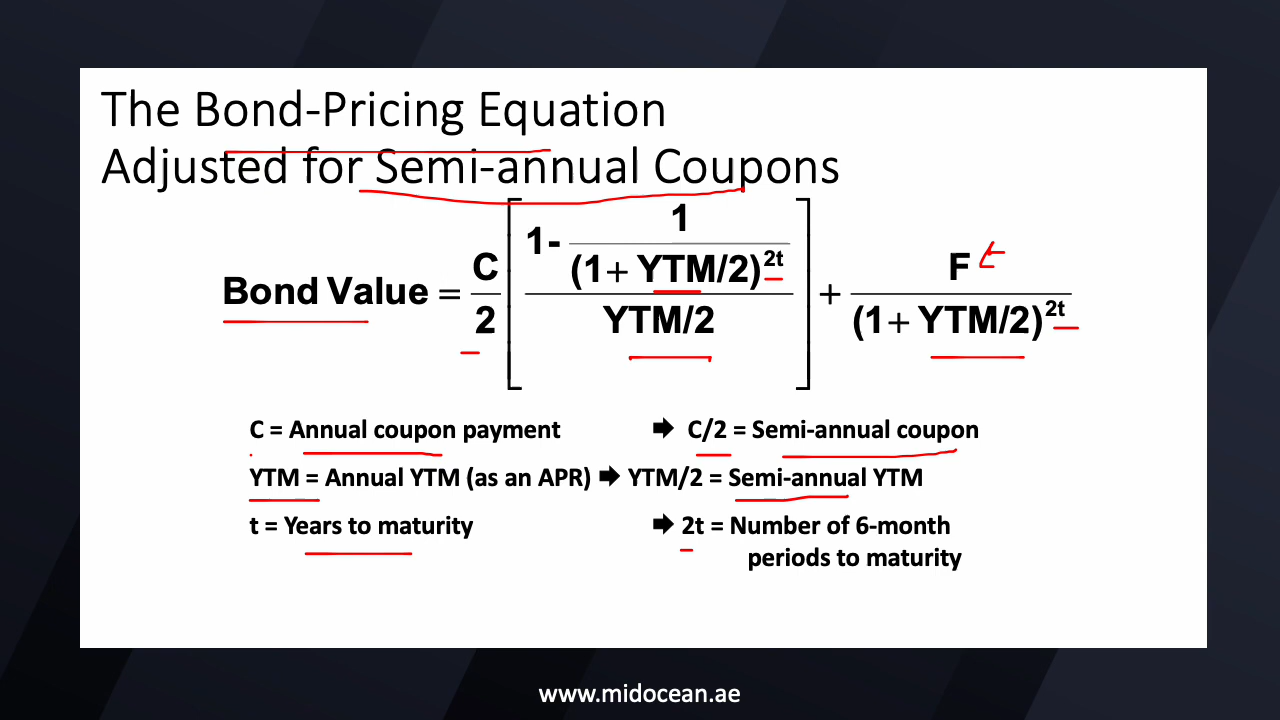 The Bond-Pricing Equation
Adjusted for Semi-annual Coupons
Bond Value = C/2 [ (1- 1/(1+ YTM/2)^2t) / (YTM/2) ] + F/(1+ YTM/2)^2t
C = Annual coupon payment 🡆 C/2 = Semi-annual coupon
YTM = Annual YTM (as an APR) 🡆 YTM/2 = Semi-annual YTM
t = Years to maturity 🡆 2t = Number of 6-month
periods to maturity
www.midocean.ae